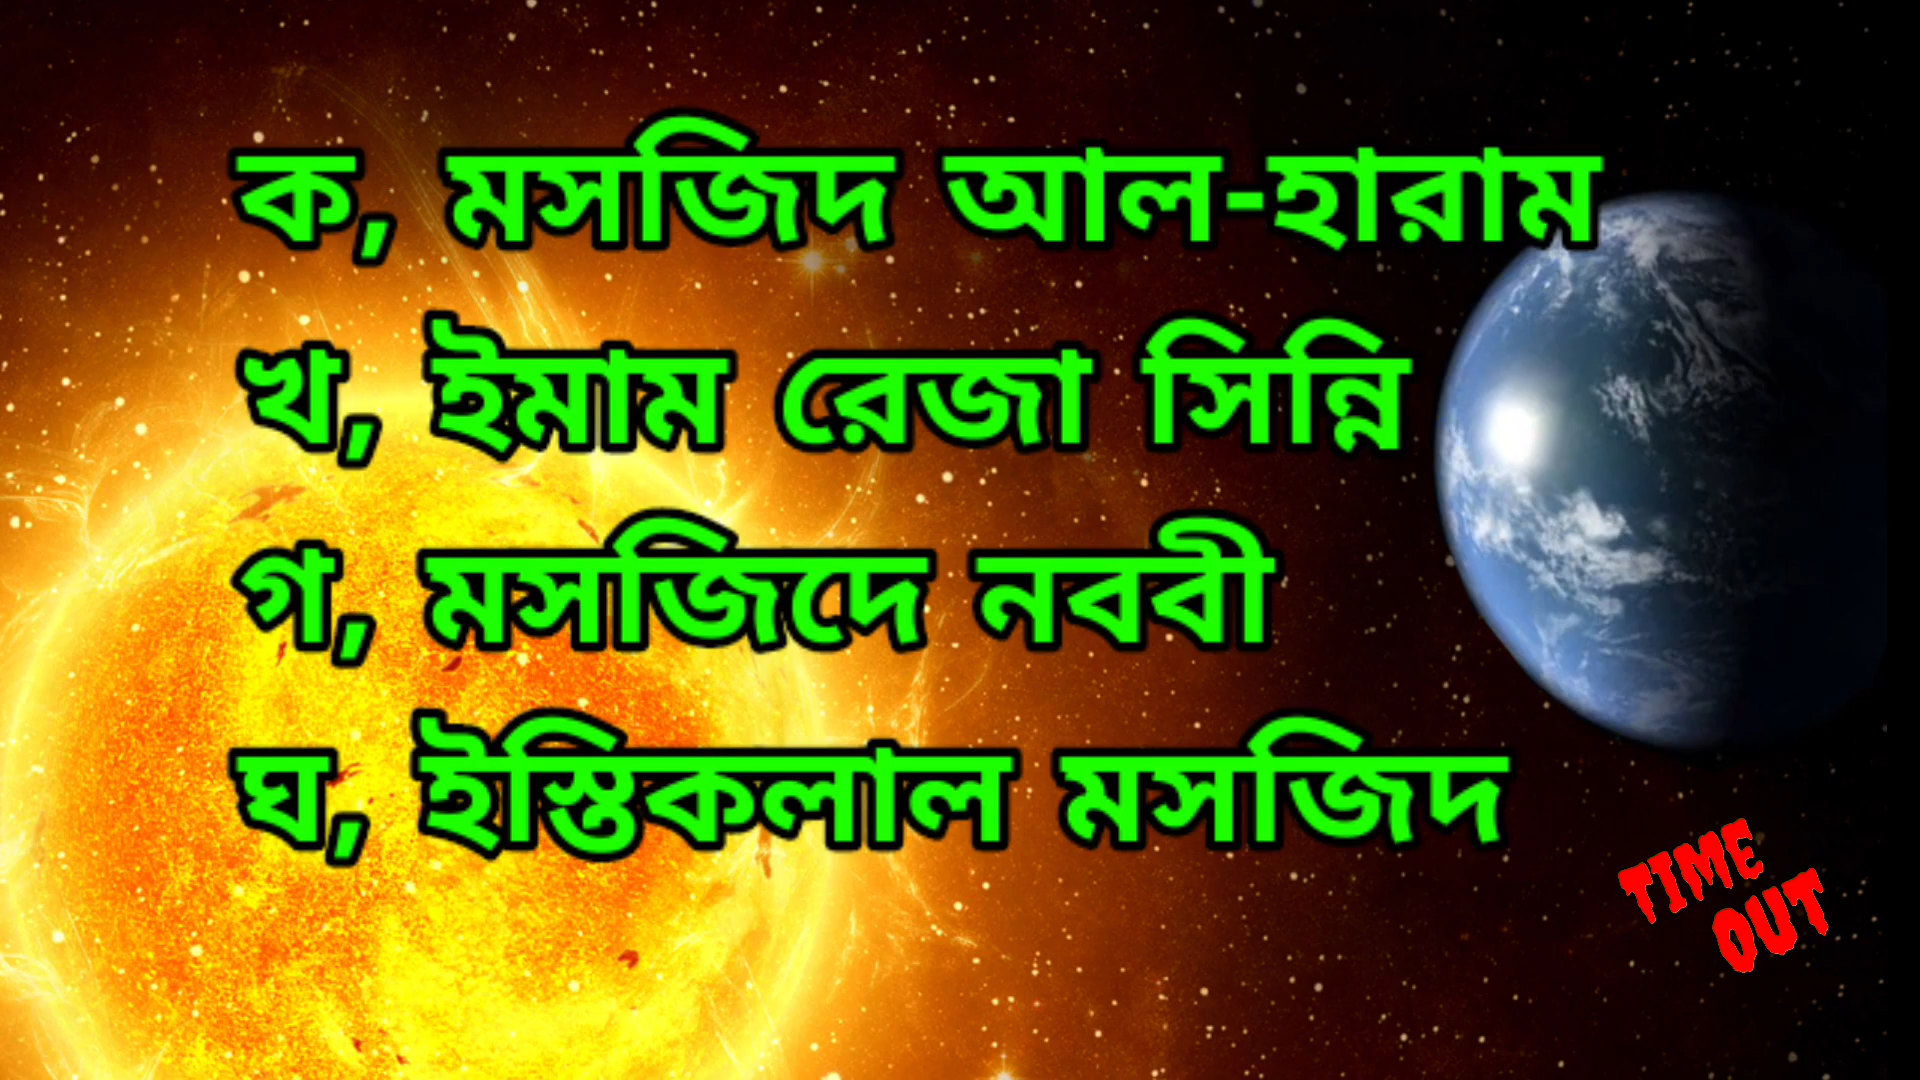 ক, মসজিদ আল-হারাম
খ, ইমাম রেজা সিন্নি
গ, মসজিদে নববী
ঘ, ইস্তিকলাল মসজিদ
TIME
OUT